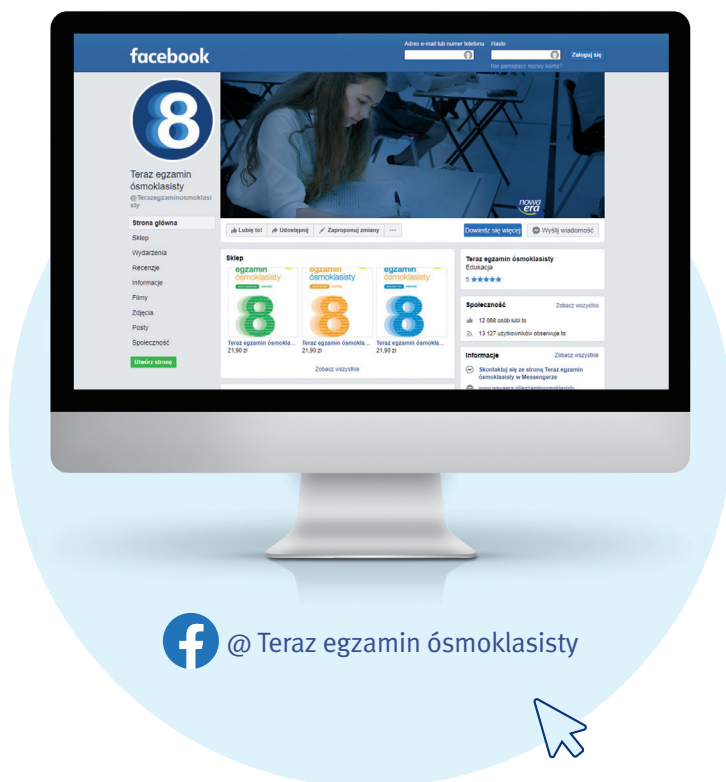 facebook
Adres e-mail lub numer telefonu
Hasło
Zaloguj się
Nie pamiętasz nazwy konta?
8
Teraz egzamin
ósmoklasisty
@Terazegzaminosmoklasi
sty
Strona główna
Sklep
Wydarzenia
Recenzje
Informacje
Filmy
Zdjęcia
Posty
Społeczność
Utwórz stronę
nowa
era
Lubię to!
Udostępnij
Zaproponuj zmiany
Dowiedz się więcej
Wyślij wiadomość
Sklep
egzamin
ósmoklasisty
8
egzamin
ósmoklasisty
8
egzamin
ósmoklasisty
8
Teraz egzamin ósmokla...
21,90 zł
Teraz egzamin ósmokla...
21,90 zł
Teraz egzamin ósmokla...
21,90 zł
Zobacz wszystkie
Teraz egzamin ósmoklasisty
Edukacja
5 ★★★★★
Społeczność
Zobacz wszystko
12 088 osób lubi to
13 127 użytkowników obserwuje to
Informacje
Zobacz wszystkie
Skontaktuj się ze stroną Teraz egzamin
ósmoklasisty w Messengerze
@ Teraz egzamin ósmoklasisty